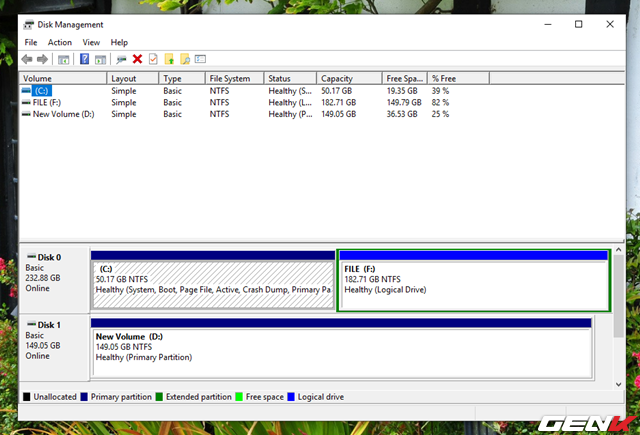 Disk Management
File Action View Help
Volume Layout Type File System Status Capacity Free Spa... % Free
(C:) Simple Basic NTFS Healthy (S... 50.17 GB 19.35 GB 39 %
FILE (F:) Simple Basic NTFS Healthy (L... 182.71 GB 149.79 GB 82 %
New Volume (D:) Simple Basic NTFS Healthy (P... 149.05 GB 36.53 GB 25 %
Disk 0
Basic
232.88 GB
Online
(C:)
50.17 GB NTFS
Healthy (System, Boot, Page File, Active, Crash Dump, Primary Pa
FILE (F:)
182.71 GB NTFS
Healthy (Logical Drive)
Disk 1
Basic
149.05 GB
Online
New Volume (D:)
149.05 GB NTFS
Healthy (Primary Partition)
Unallocated Primary partition Extended partition Free space Logical drive
GENK